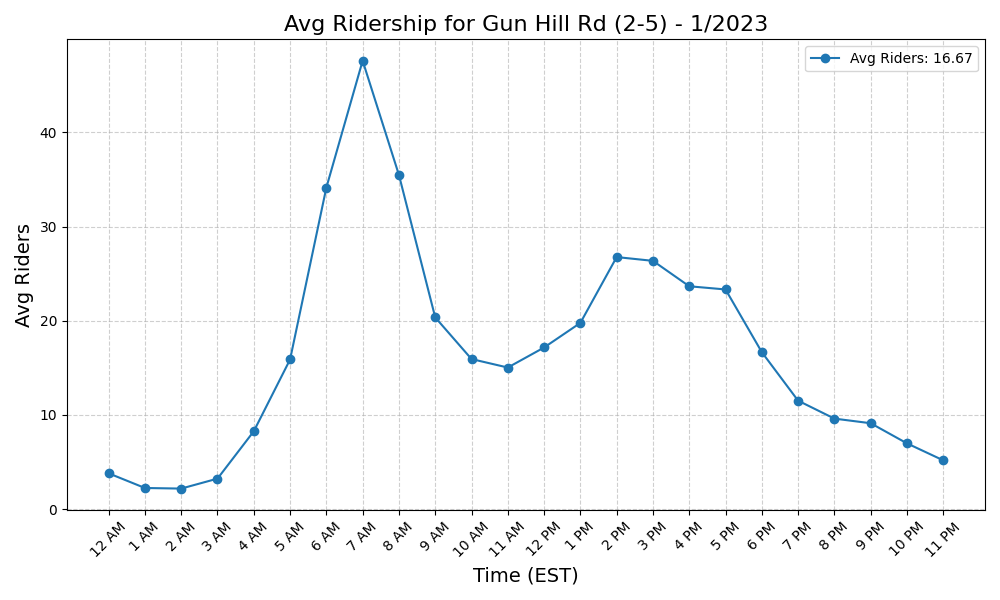 Avg Ridership for Gun Hill Rd (2-5) - 1/2023
Avg Riders: 16.67
Avg Riders
40
30
20
10
0
12 AM
1 AM
2 AM
3 AM
4 AM
5 AM
6 AM
7 AM
8 AM
9 AM
10 AM
11 AM
12 PM
1 PM
2 PM
3 PM
4 PM
5 PM
6 PM
7 PM
8 PM
9 PM
10 PM
11 PM
Time (EST)